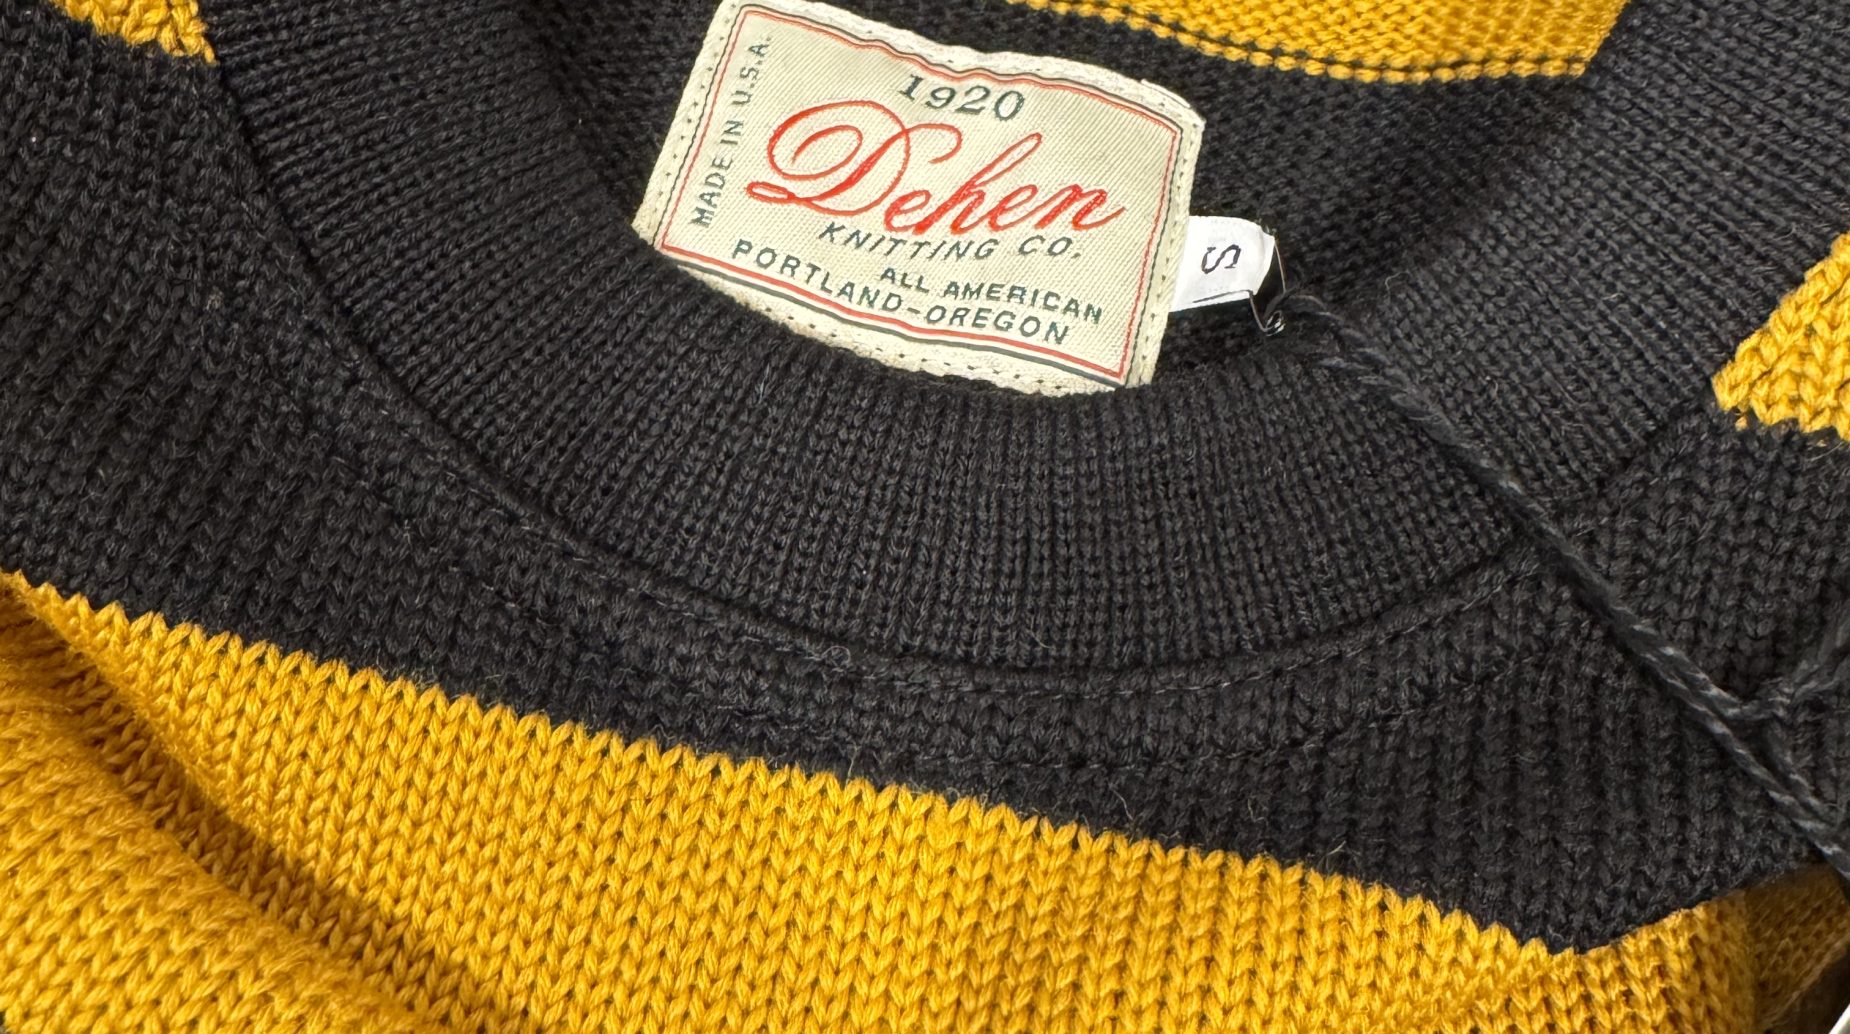 1920
MADE IN U.S.A.
Dehen
KNITTING CO.
ALL AMERICAN
PORTLAND-OREGON
S